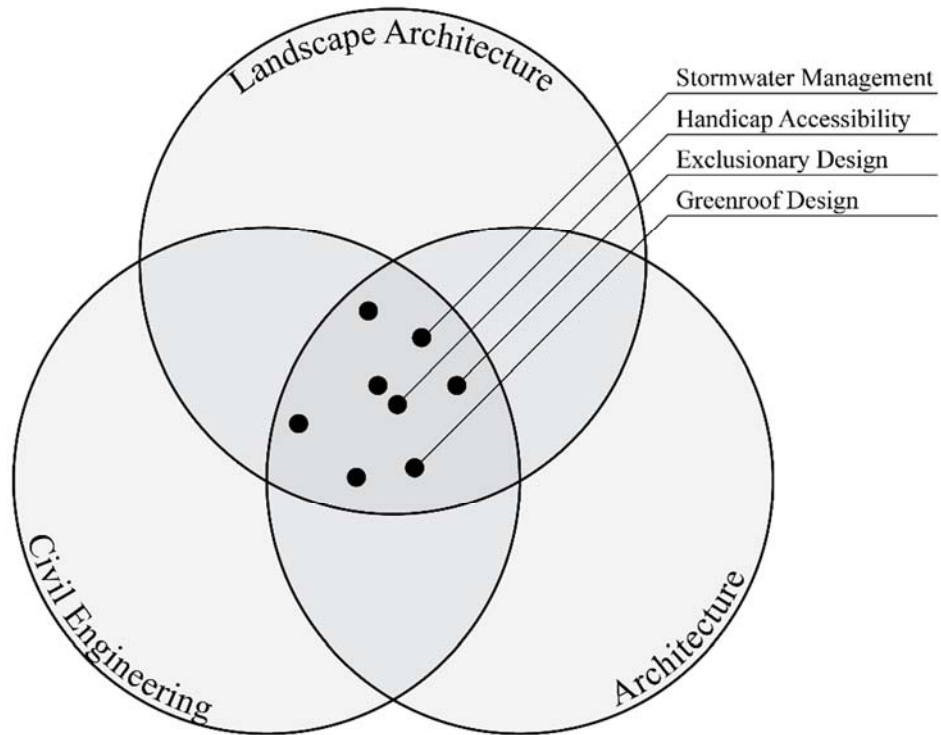 Landscape Architecture
Stormwater Management
Handicap Accessibility
Exclusionary Design
Greenroof Design
Civil Engineering
Architecture